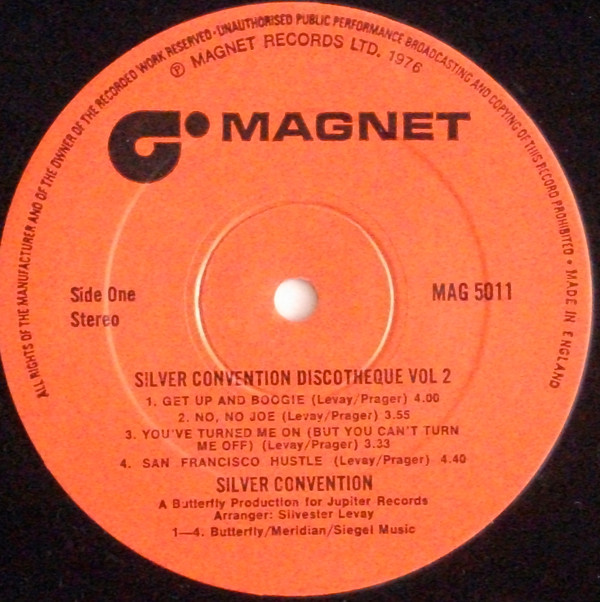 ALL RIGHTS OF THE MANUFACTURER AND OF THE OWNER OF THE RECORDED WORK RESERVED · UNAUTHORISED PUBLIC PERFORMANCE BROADCASTING AND COPYING OF THIS RECORD PROHIBITED • MADE IN ENGLAND
Ⓟ MAGNET RECORDS LTD. 1976
MAGNET
Side One
Stereo
MAG 5011
SILVER CONVENTION DISCOTHEQUE VOL 2
1. GET UP AND BOOGIE (Levay/Prager) 4.00
2. NO, NO JOE (Levay/Prager) 3.55
3. YOU'VE TURNED ME ON (BUT YOU CAN'T TURN
ME OFF) (Levay/Prager) 3.33
4. SAN FRANCISCO HUSTLE (Levay/Prager) 4.40
SILVER CONVENTION
A Butterfly Production for Jupiter Records
Arranger: Silvester Levay
1—4. Butterfly/Meridian/Siegel Music